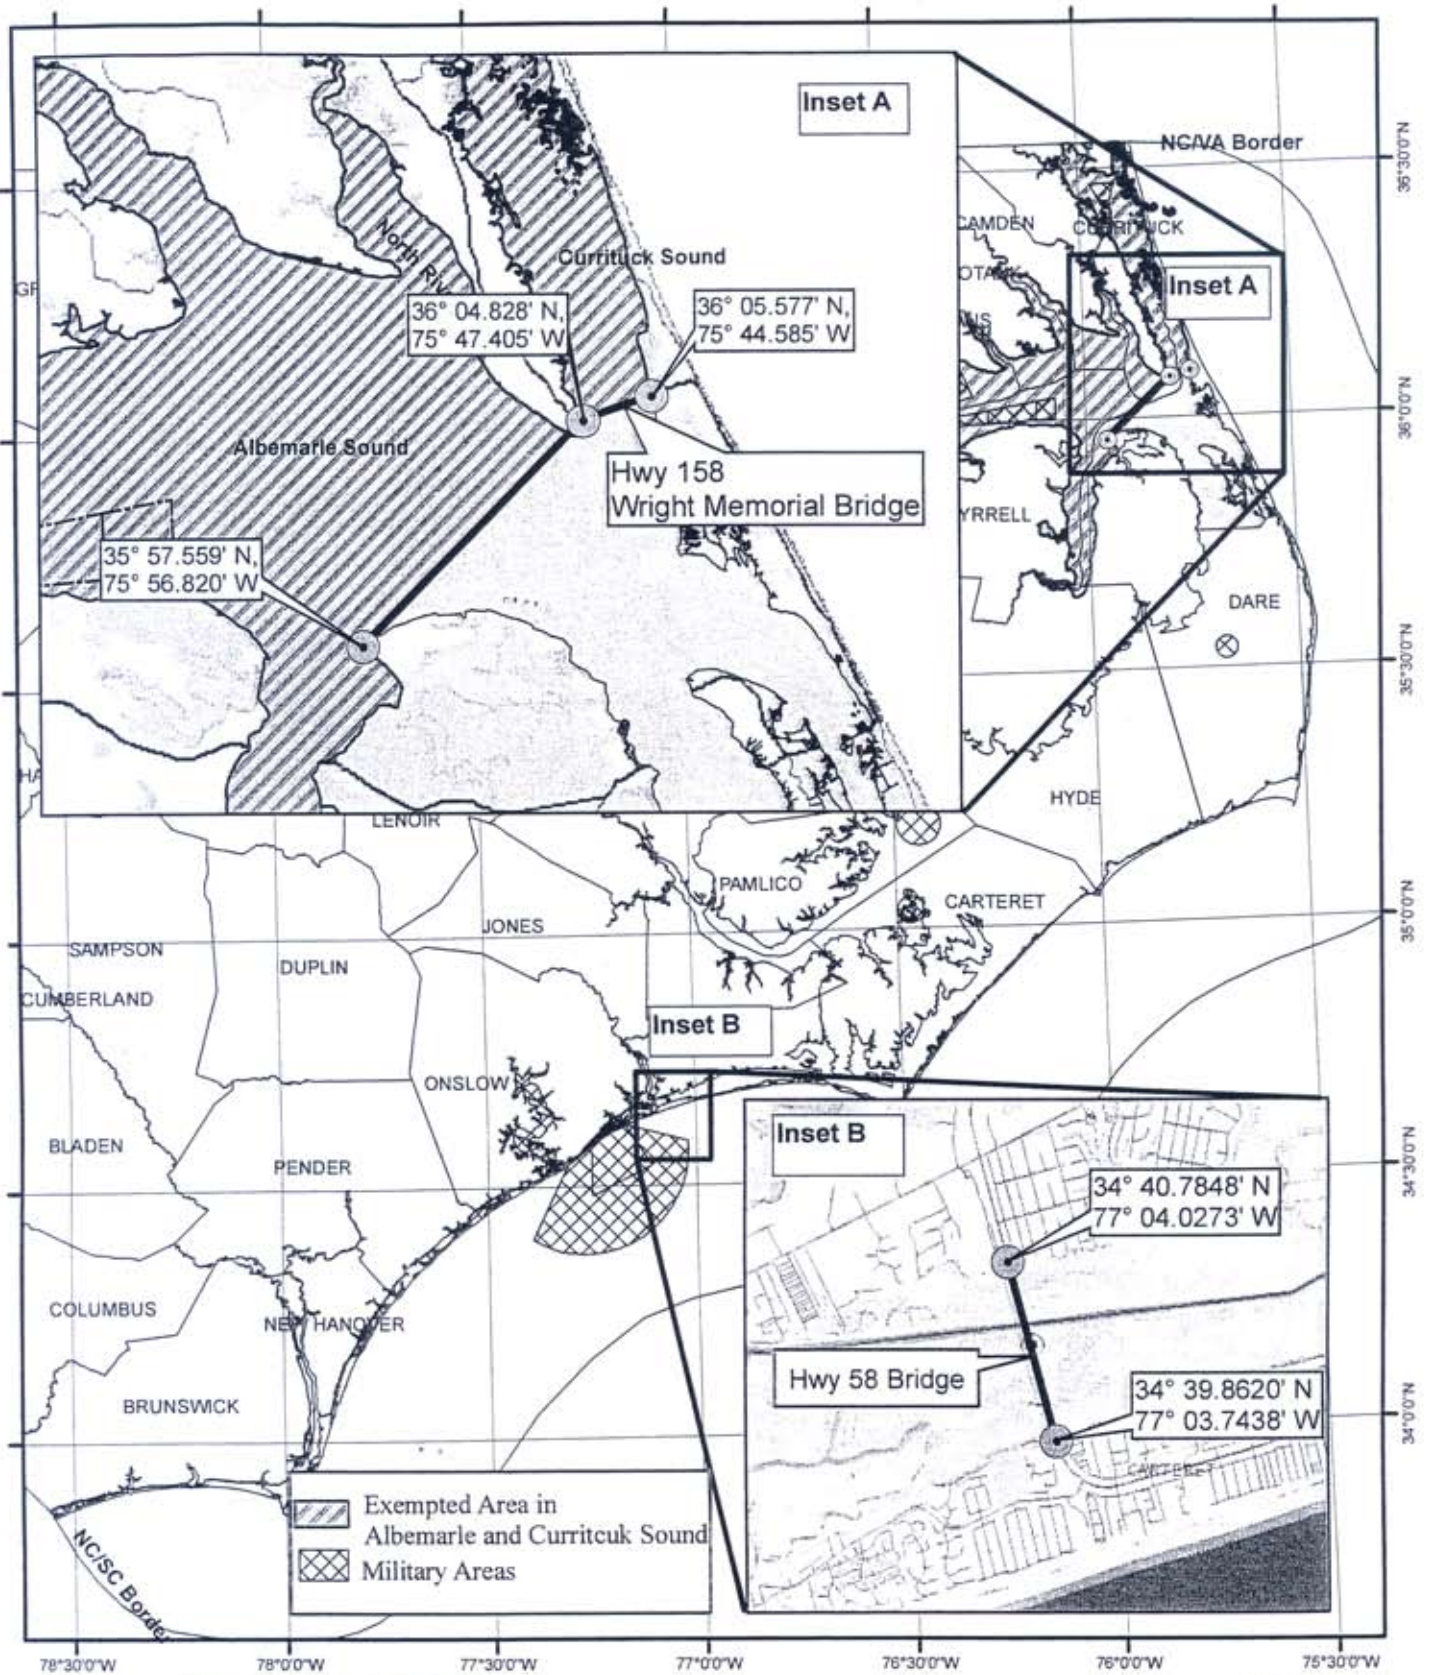 Inset A
North Riv
Currituck Sound
36° 04.828' N,
75° 47.405' W
36° 05.577' N,
75° 44.585' W
Albemarle Sound
Hwy 158
Wright Memorial Bridge
35° 57.559' N,
75° 56.820' W
NC/VA Border
CAMDEN
CURRITUCK
OTANK
Inset A
YRRELL
DARE
HYDE
36°30'0"N
36°0'0"N
35°30'0"N
35°0'0"N
34°30'0"N
34°0'0"N
GR
HA
LENOIR
PAMLICO
CARTERET
JONES
SAMPSON
DUPLIN
CUMBERLAND
Inset B
ONSLOW
BLADEN
PENDER
COLUMBUS
NEW HANOVER
BRUNSWICK
Inset B
34° 40.7848' N
77° 04.0273' W
Hwy 58 Bridge
34° 39.8620' N
77° 03.7438' W
CARTERET
Exempted Area in
Albemarle and Curritcuk Sound
Military Areas
NC/SC Border
78°30'0"W
78°0'0"W
77°30'0"W
77°0'0"W
76°30'0"W
76°0'0"W
75°30'0"W